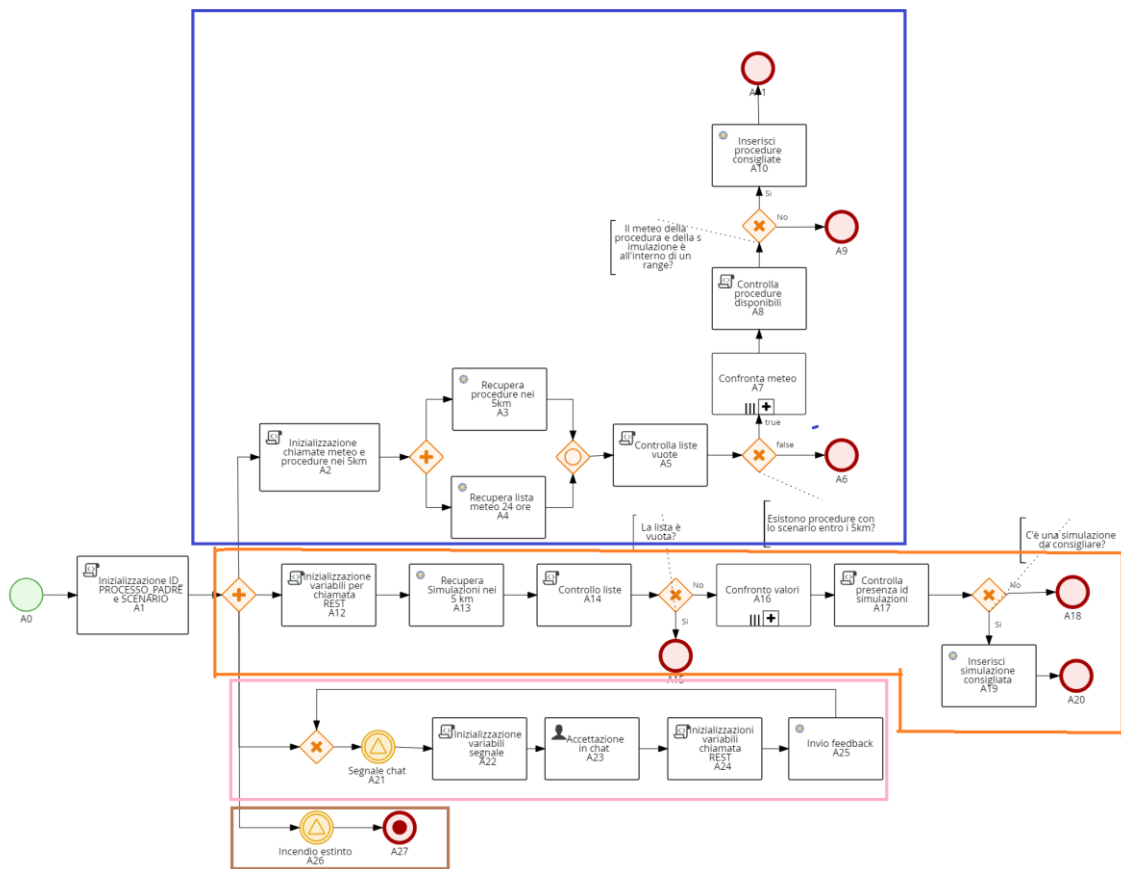 A11
Inserisci
procedure
consigliate
A10
Si
No
A9
Il meteo della
procedura e della s
imulazione è
all'interno di un
range?
Controlla
procedure
disponibili
A8
Confronta meteo
A7
true
false
A6
Recupera
procedure nei
5km
A3
Inizializzazione
chiamate meteo e
procedure nei 5km
A2
Controlla liste
vuote
A5
Recupera lista
meteo 24 ore
A4
Esistono procedure con
lo scenario entro i 5km?
La lista è
vuota?
C'è una simulazione
da consigliare?
A0
Inizializzazione ID_
PROCESSO_PADRE
e SCENARIO
A1
Inizializzazione
variabili per
chiamata
REST
A12
Recupera
Simulazioni nei
5 km
A13
Controllo liste
A14
No
Si
A15
Confronto valori
A16
Controlla
presenza id
simulazioni
A17
No
A18
Si
Inserisci
simulazione
consigliata
A19
A20
Segnale chat
A21
Inizializzazione
variabili
segnale
A22
Accettazione
in chat
A23
Inizializzazioni
variabili
chiamata
REST
A24
Invio feedback
A25
Incendio estinto
A26
A27